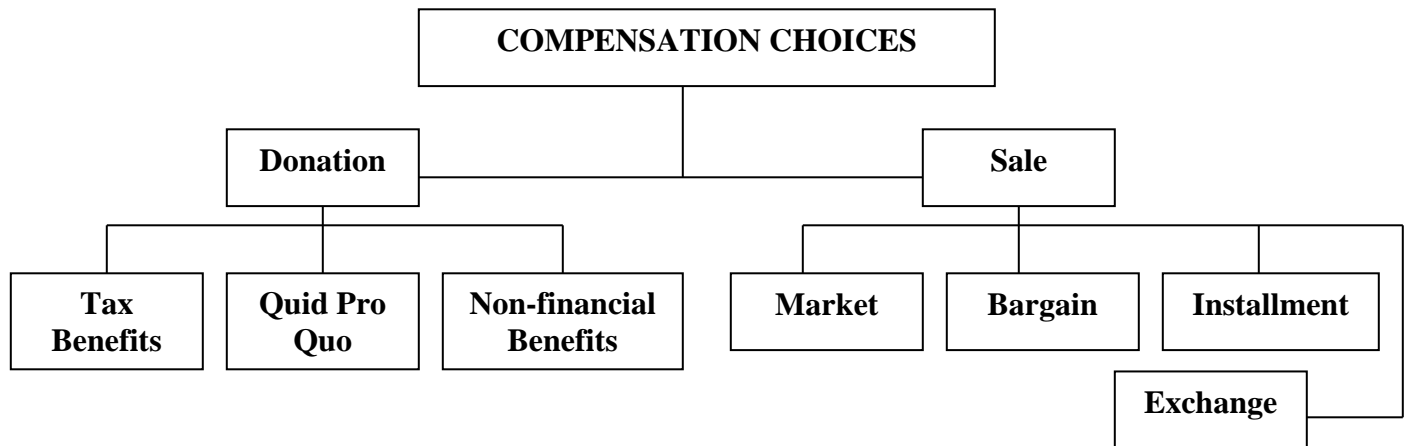 COMPENSATION CHOICES
Donation
Sale
Tax
Benefits
Quid Pro
Quo
Non-financial
Benefits
Market
Bargain
Installment
Exchange